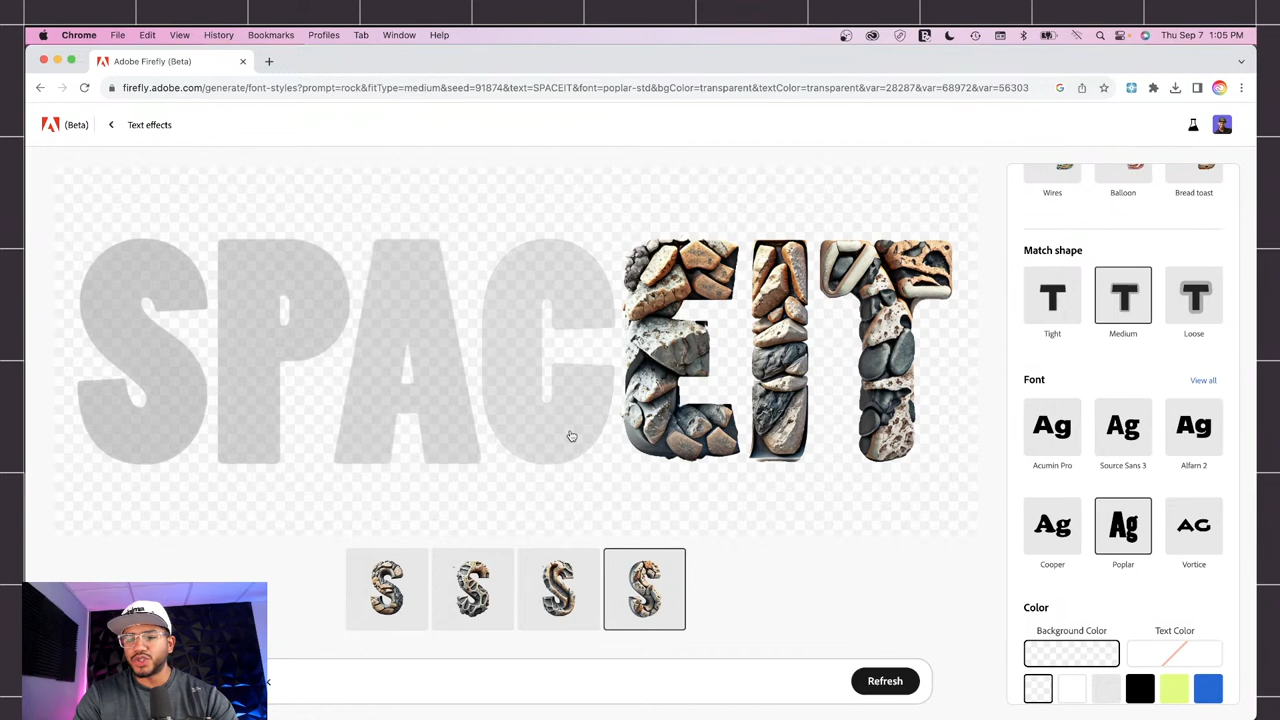 Chrome File Edit View History Bookmarks Profiles Tab Window Help Thu Sep 7 1:05 PM
Adobe Firefly (Beta)
firefly.adobe.com/generate/font-styles?prompt=rock&fitType=medium&seed=91874&text=SPACEIT&font=poplar-std&bgColor=transparent&textColor=transparent&var=28287&var=68972&var=56303
(Beta) Text effects
Wires Balloon Bread toast
Match shape
T T T
Tight Medium Loose
SPACEIT
Font View all
Ag Ag Ag
Acumin Pro Source Sans 3 Alfarn 2
Ag Ag AG
Cooper Poplar Vortice
S S S S
Color
Background Color Text Color
Refresh